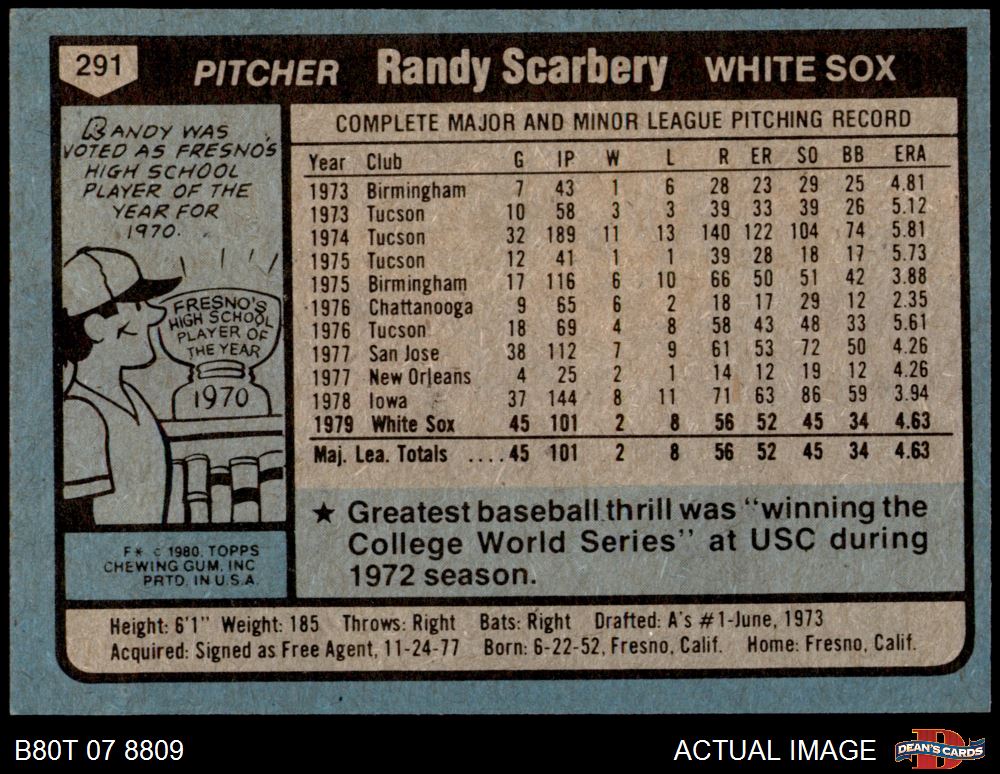 291 PITCHER Randy Scarbery WHITE SOX
RANDY WAS
VOTED AS FRESNO'S
HIGH SCHOOL
PLAYER OF THE
YEAR FOR
1970.
FRESNO'S
HIGH SCHOOL
PLAYER OF
THE YEAR
1970
COMPLETE MAJOR AND MINOR LEAGUE PITCHING RECORD
Year Club G IP W L R ER SO BB ERA
1973 Birmingham 7 43 1 6 28 23 29 25 4.81
1973 Tucson 10 58 3 3 39 33 39 26 5.12
1974 Tucson 32 189 11 13 140 122 104 74 5.81
1975 Tucson 12 41 1 1 39 28 18 17 5.73
1975 Birmingham 17 116 6 10 66 50 51 42 3.88
1976 Chattanooga 9 65 6 2 18 17 29 12 2.35
1976 Tucson 18 69 4 8 58 43 48 33 5.61
1977 San Jose 38 112 7 9 61 53 72 50 4.26
1977 New Orleans 4 25 2 1 14 12 19 12 4.26
1978 Iowa 37 144 8 11 71 63 86 59 3.94
1979 White Sox 45 101 2 8 56 52 45 34 4.63
Maj. Lea. Totals ....45 101 2 8 56 52 45 34 4.63
★ Greatest baseball thrill was "winning the
College World Series" at USC during
1972 season.
F* © 1980. TOPPS
CHEWING GUM, INC
PRTD. IN U.S.A.
Height: 6'1" Weight: 185 Throws: Right Bats: Right Drafted: A's #1-June, 1973
Acquired: Signed as Free Agent, 11-24-77 Born: 6-22-52, Fresno, Calif. Home: Fresno, Calif.
B80T 07 8809 ACTUAL IMAGE DEAN'S CARDS